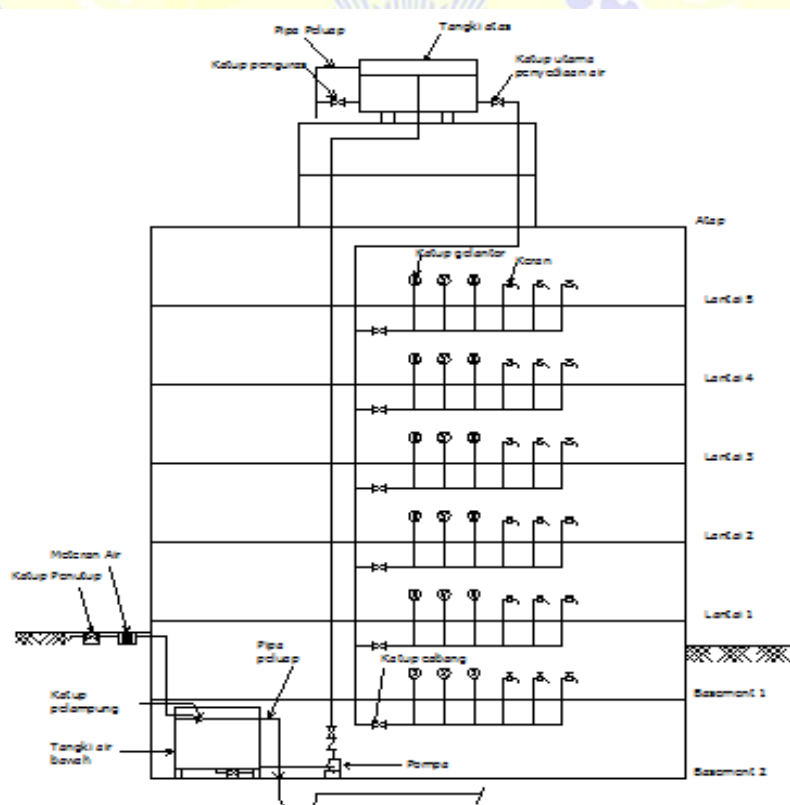 Pipa Peluap
Tangki atas
Katup penguras
Katup utama
penyediaan air
Atap
Katup gelontor
Keran
Lantai 5
Lantai 4
Lantai 3
Lantai 2
Meteran Air
Katup Penutup
Lantai 1
Pipa
peluap
Katup cabang
Katup
pelampung
Basement 1
Tangki air
bawah
Pompa
Basement 2